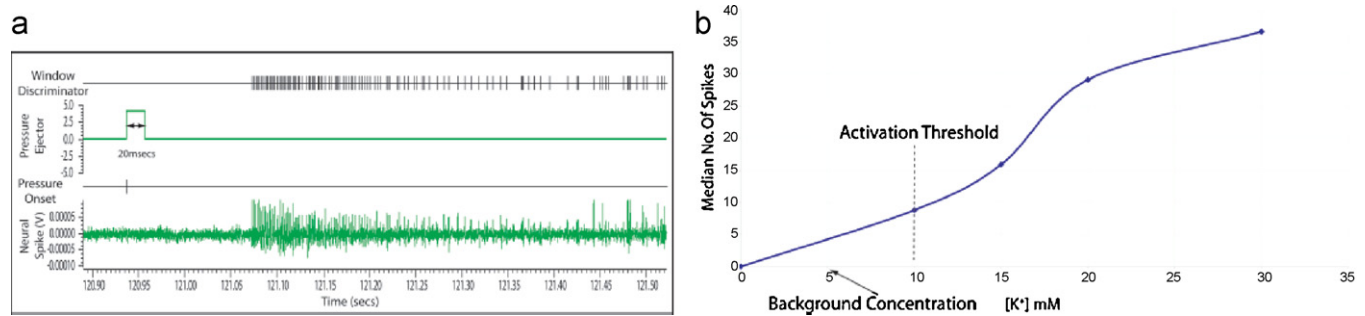 a
Window
Discriminator
Pressure
Ejector
5.0
2.5
0.0
-2.5
-5.0
20msecs
Pressure
Onset
Neural
Spike (V)
0.00005
0.00000
-0.00005
-0.00010
120.90 120.95 121.00 121.05 121.10 121.15 121.20 121.25 121.30 121.35 121.40 121.45 121.50
Time (secs)
b
Median No. Of Spikes
40
35
30
25
20
15
10
5
0
Activation Threshold
0 5 10 15 20 25 30 35
Background Concentration
[K⁺] mM